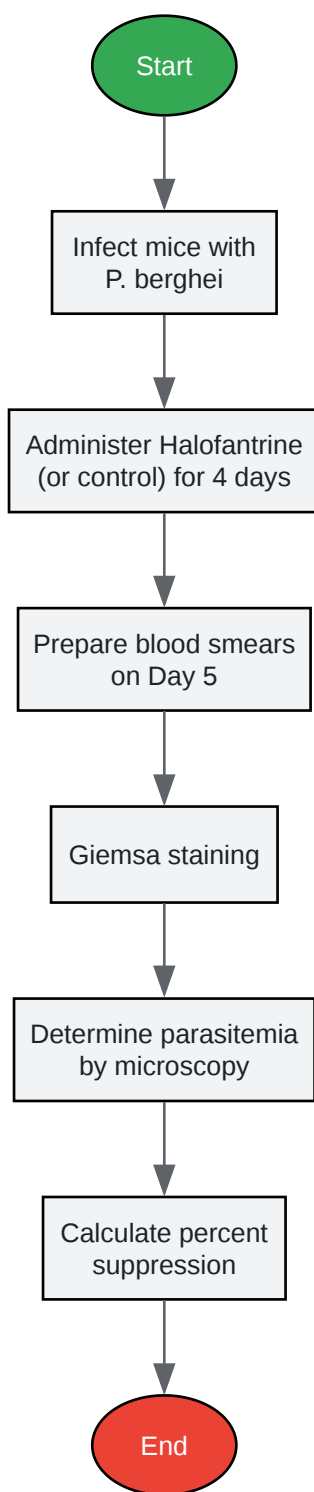 Start
Infect mice with
P. berghei
Administer Halofantrine
(or control) for 4 days
Prepare blood smears
on Day 5
Giemsa staining
Determine parasitemia
by microscopy
Calculate percent
suppression
End